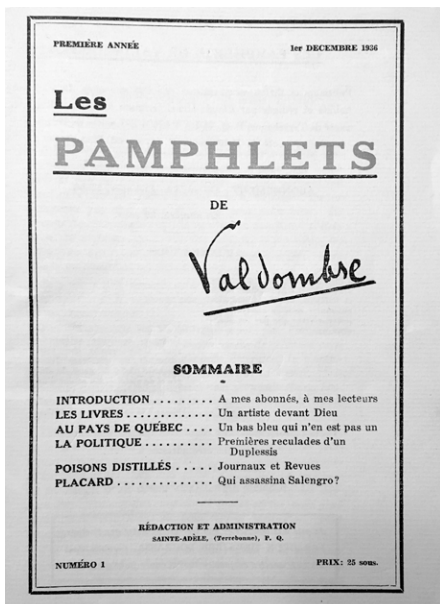 PREMIÈRE ANNÉE 1er DECEMBRE 1936
Les
PAMPHLETS
DE
Valdombre
SOMMAIRE
INTRODUCTION ......... A mes abonnés, à mes lecteurs
LES LIVRES ............. Un artiste devant Dieu
AU PAYS DE QUÉBEC .... Un bas bleu qui n'en est pas un
LA POLITIQUE .......... Premières reculades d'un
Duplessis
POISONS DISTILLÉS ..... Journaux et Revues
PLACARD .............. Qui assassina Salengro?
RÉDACTION ET ADMINISTRATION
SAINTE-ADÈLE, (Terrebonne), P. Q.
NUMÉRO 1 PRIX: 25 sous.